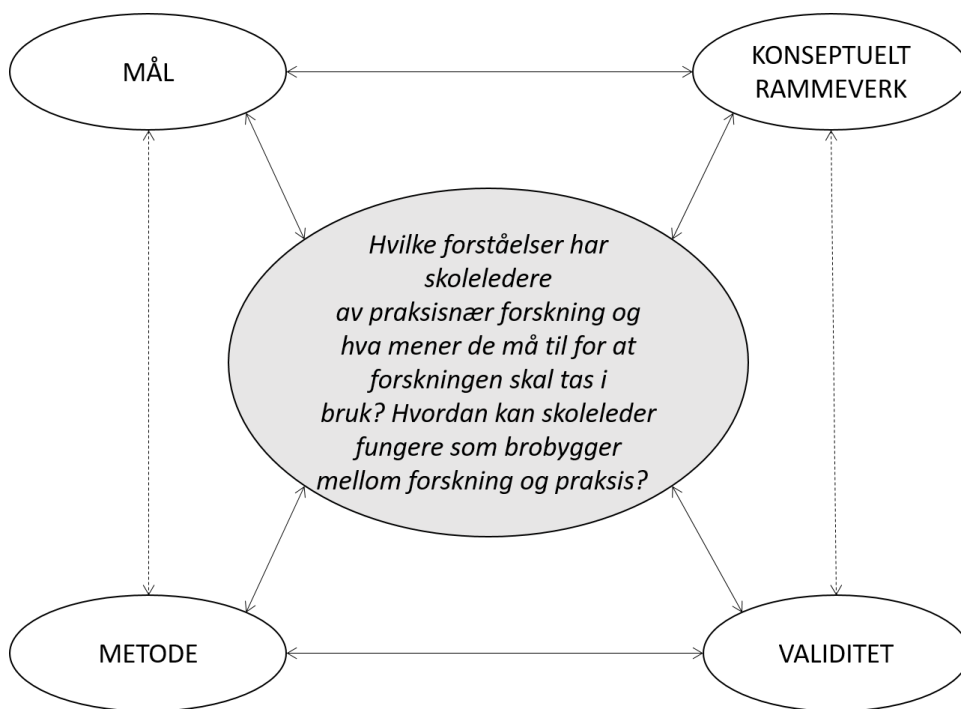 MÅL
KONSEPTUELT
RAMMEVERK
Hvilke forståelser har
skoleledere
av praksisnær forskning og
hva mener de må til for at
forskningen skal tas i
bruk? Hvordan kan skoleleder
fungere som brobygger
mellom forskning og praksis?
METODE
VALIDITET